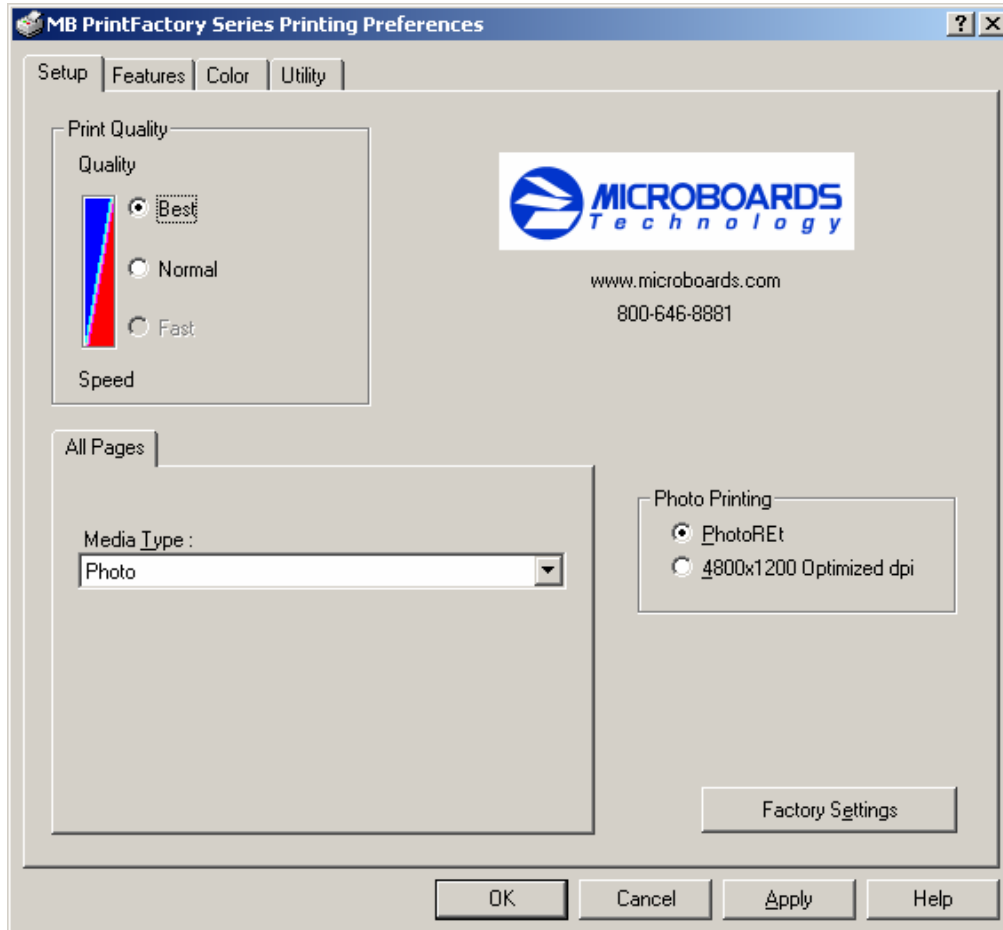 MB PrintFactory Series Printing Preferences
Setup Features Color Utility
Print Quality
Quality
Best
Normal
Fast
Speed
MICROBOARDS
Technology
www.microboards.com
800-646-8881
All Pages
Media Type :
Photo
Photo Printing
PhotoREt
4800x1200 Optimized dpi
Factory Settings
OK Cancel Apply Help